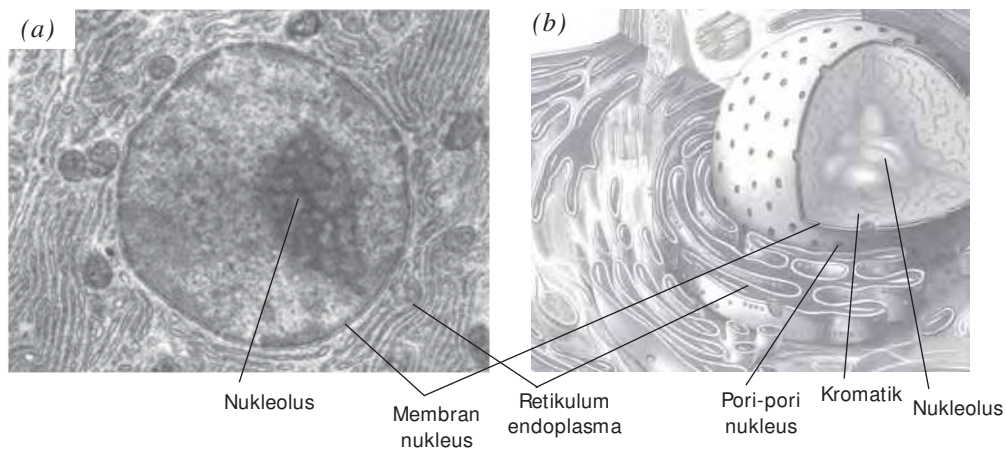 (a)
(b)
Nukleolus
Membran
nukleus
Retikulum
endoplasma
Pori-pori
nukleus
Kromatik
Nukleolus